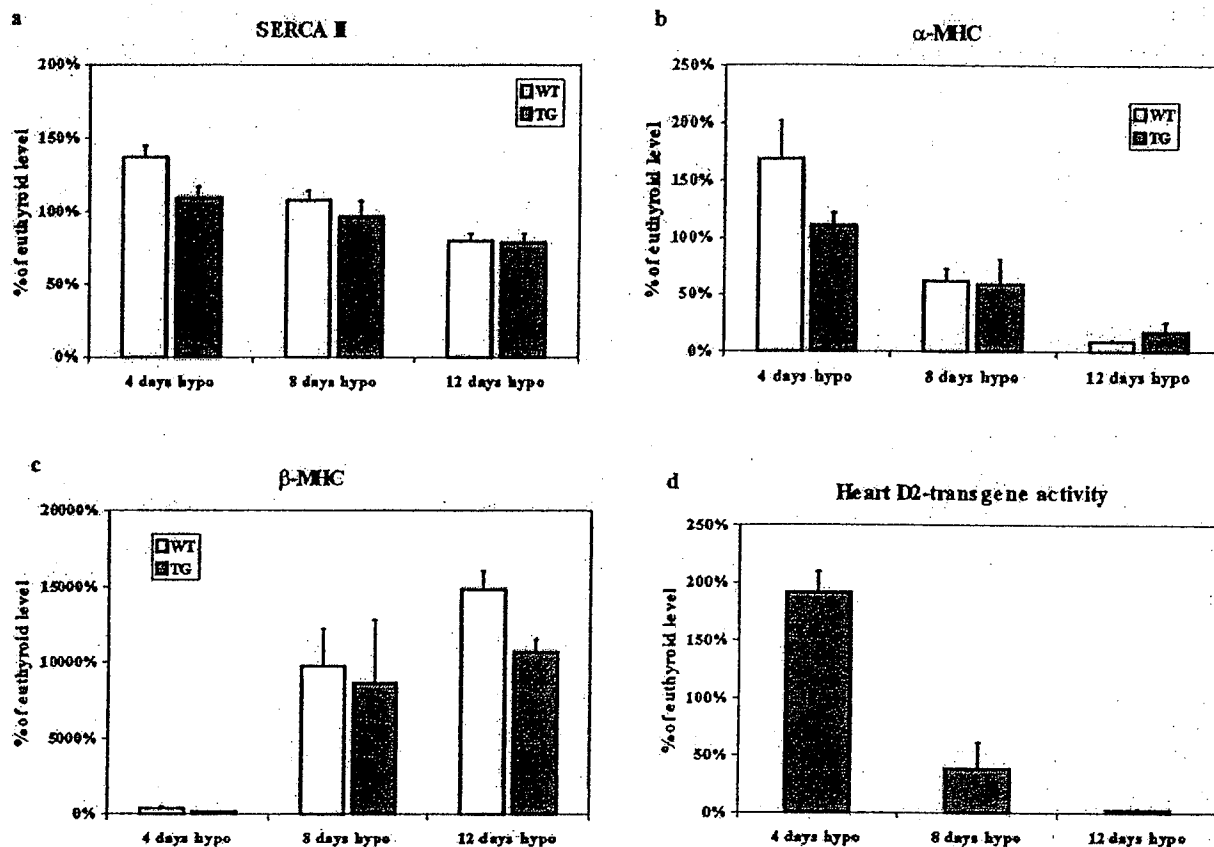 a
SERCA II
% of euthyroid level
200%
150%
100%
50%
0%
WT
TG
4 days hypo
8 days hypo
12 days hypo
b
α-MHC
% of euthyroid level
250%
200%
150%
100%
50%
0%
WT
TG
4 days hypo
8 days hypo
12 days hypo
c
β-MHC
% of euthyroid level
20000%
15000%
10000%
5000%
0%
WT
TG
4 days hypo
8 days hypo
12 days hypo
d
Heart D2-transgene activity
% of euthyroid level
250%
200%
150%
100%
50%
0%
4 days hypo
8 days hypo
12 days hypo